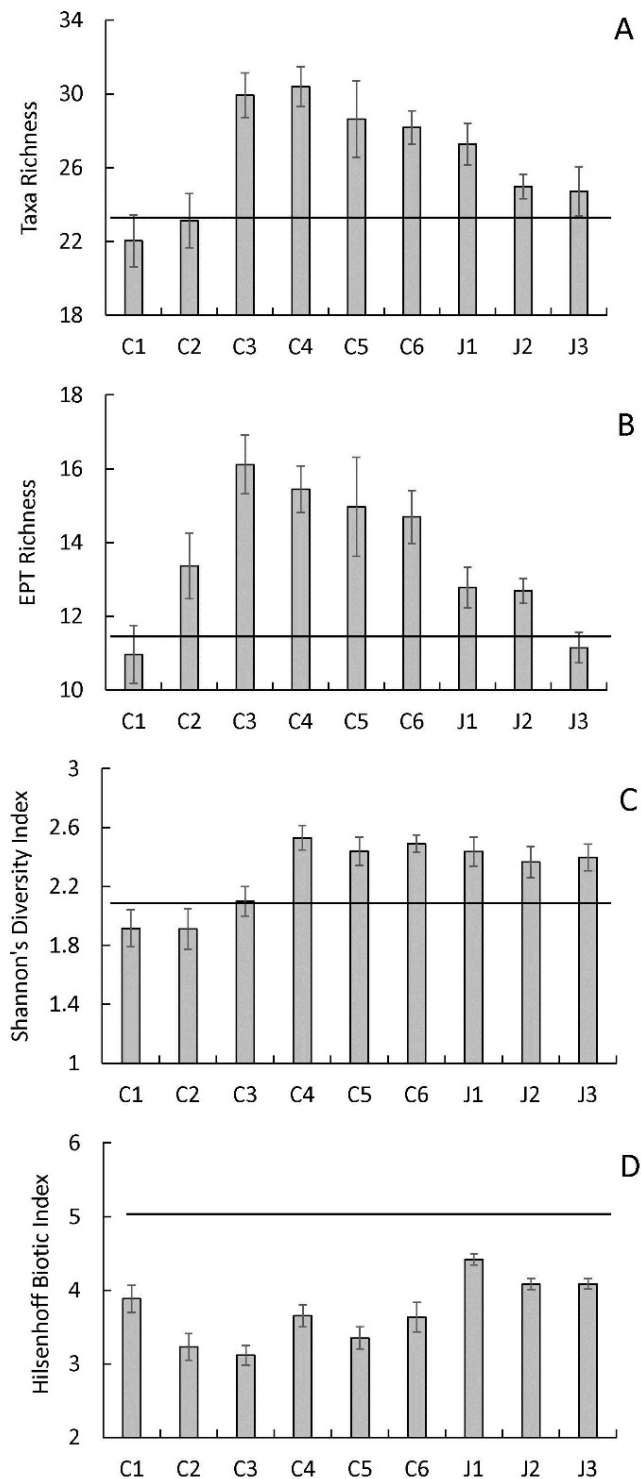 A
Taxa Richness
34
30
26
22
18
C1 C2 C3 C4 C5 C6 J1 J2 J3
B
EPT Richness
18
16
14
12
10
C1 C2 C3 C4 C5 C6 J1 J2 J3
C
Shannon's Diversity Index
3
2.6
2.2
1.8
1.4
1
C1 C2 C3 C4 C5 C6 J1 J2 J3
D
Hilsenhoff Biotic Index
6
5
4
3
2
C1 C2 C3 C4 C5 C6 J1 J2 J3